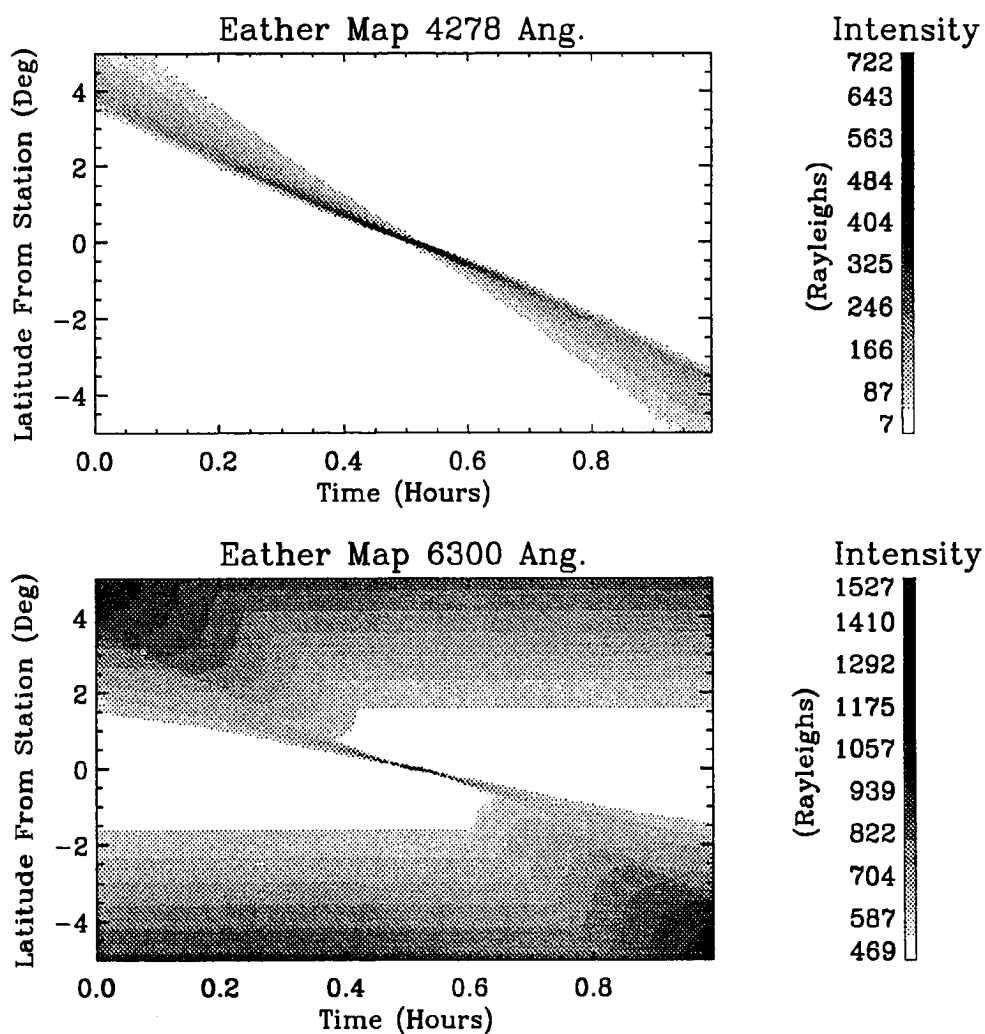 Eather Map 4278 Ang.
Intensity
Latitude From Station (Deg)
4
2
0
−2
−4
0.0 0.2 0.4 0.6 0.8
Time (Hours)
(Rayleighs)
722
643
563
484
404
325
246
166
87
7
Eather Map 6300 Ang.
Intensity
Latitude From Station (Deg)
4
2
0
−2
−4
0.0 0.2 0.4 0.6 0.8
Time (Hours)
(Rayleighs)
1527
1410
1292
1175
1057
939
822
704
587
469